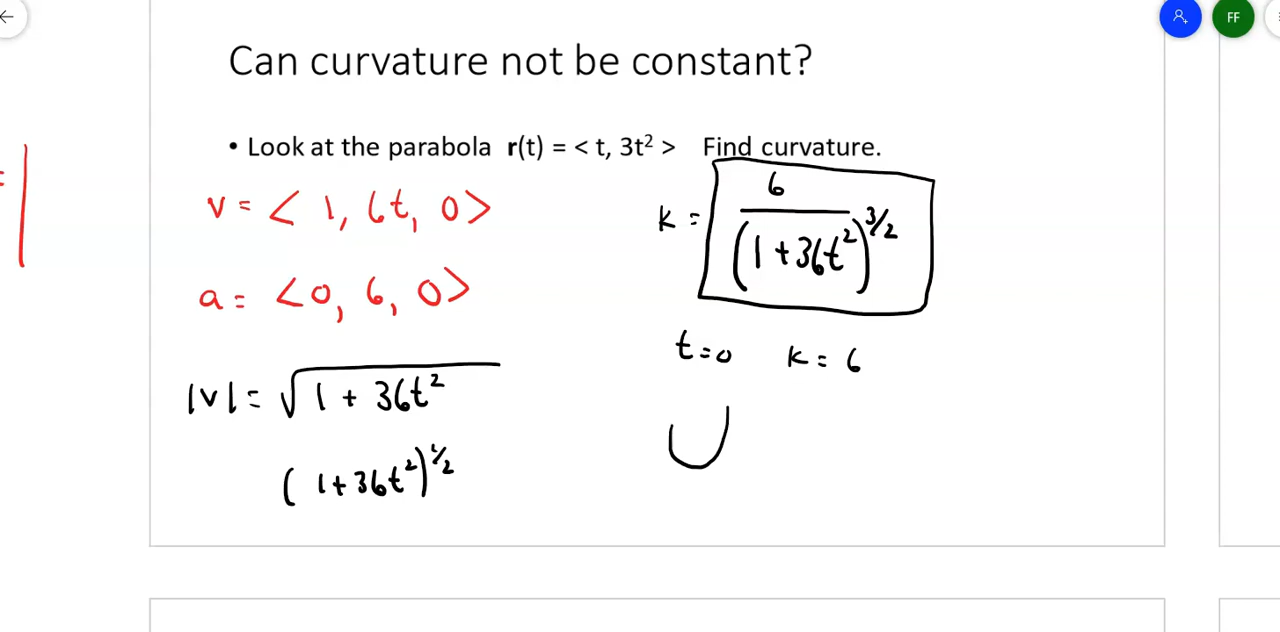 FF
Can curvature not be constant?
• Look at the parabola r(t) = < t, 3t² > Find curvature.
v = < 1, 6t, 0 >
a = < 0, 6, 0 >
|v| = √(1 + 36t²)
(1+36t²)^1/2
k = 6/(1+36t²)^3/2
t=0 k = 6
=